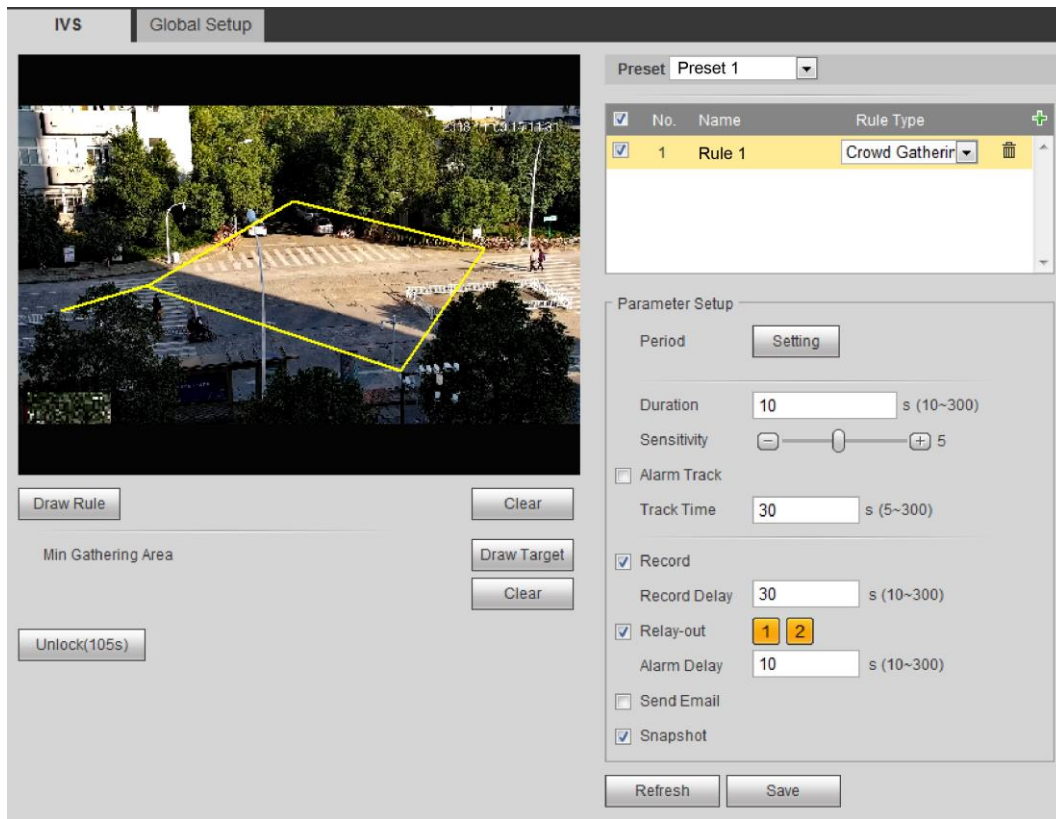 IVS Global Setup
Preset Preset 1
No. Name Rule Type
1 Rule 1 Crowd Gatherin
Parameter Setup
Period Setting
Duration 10 s (10~300)
Sensitivity 5
Alarm Track
Track Time 30 s (5~300)
Record
Record Delay 30 s (10~300)
Relay-out 1 2
Alarm Delay 10 s (10~300)
Send Email
Snapshot
Refresh Save
Draw Rule Clear
Min Gathering Area Draw Target
Clear
Unlock(105s)